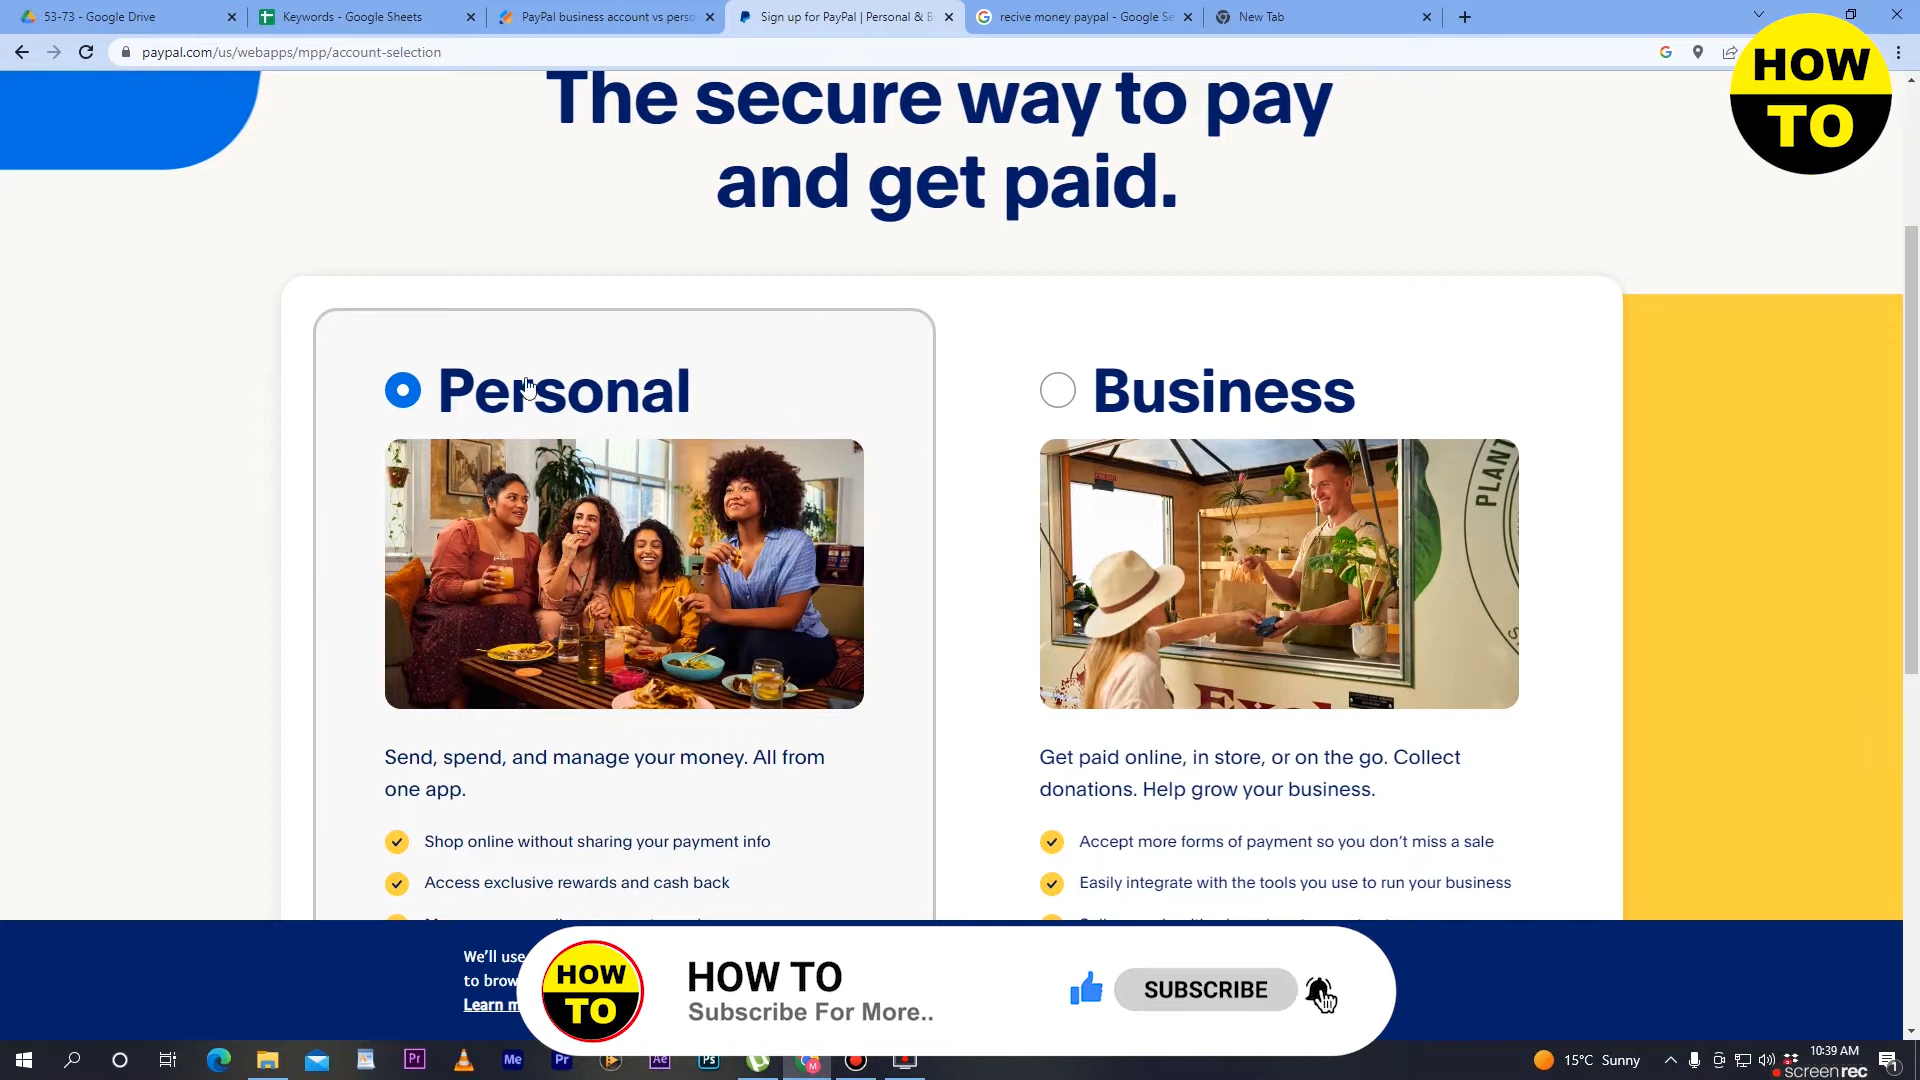 53-73 - Google Drive
Keywords - Google Sheets
PayPal business account vs perso
Sign up for PayPal | Personal & B
recive money paypal - Google Se
New Tab
paypal.com/us/webapps/mpp/account-selection
HOW
TO
The secure way to pay
and get paid.
Personal
Business
PLANT
Send, spend, and manage your money. All from
one app.
Get paid online, in store, or on the go. Collect
donations. Help grow your business.
Shop online without sharing your payment info
Accept more forms of payment so you don't miss a sale
Access exclusive rewards and cash back
Easily integrate with the tools you use to run your business
We'll use
to brow
Learn m
HOW
TO
HOW TO
Subscribe For More..
SUBSCRIBE
Pr
Me
Pr
Ae
Ps
15°C Sunny
10:39 AM
screenrec
1